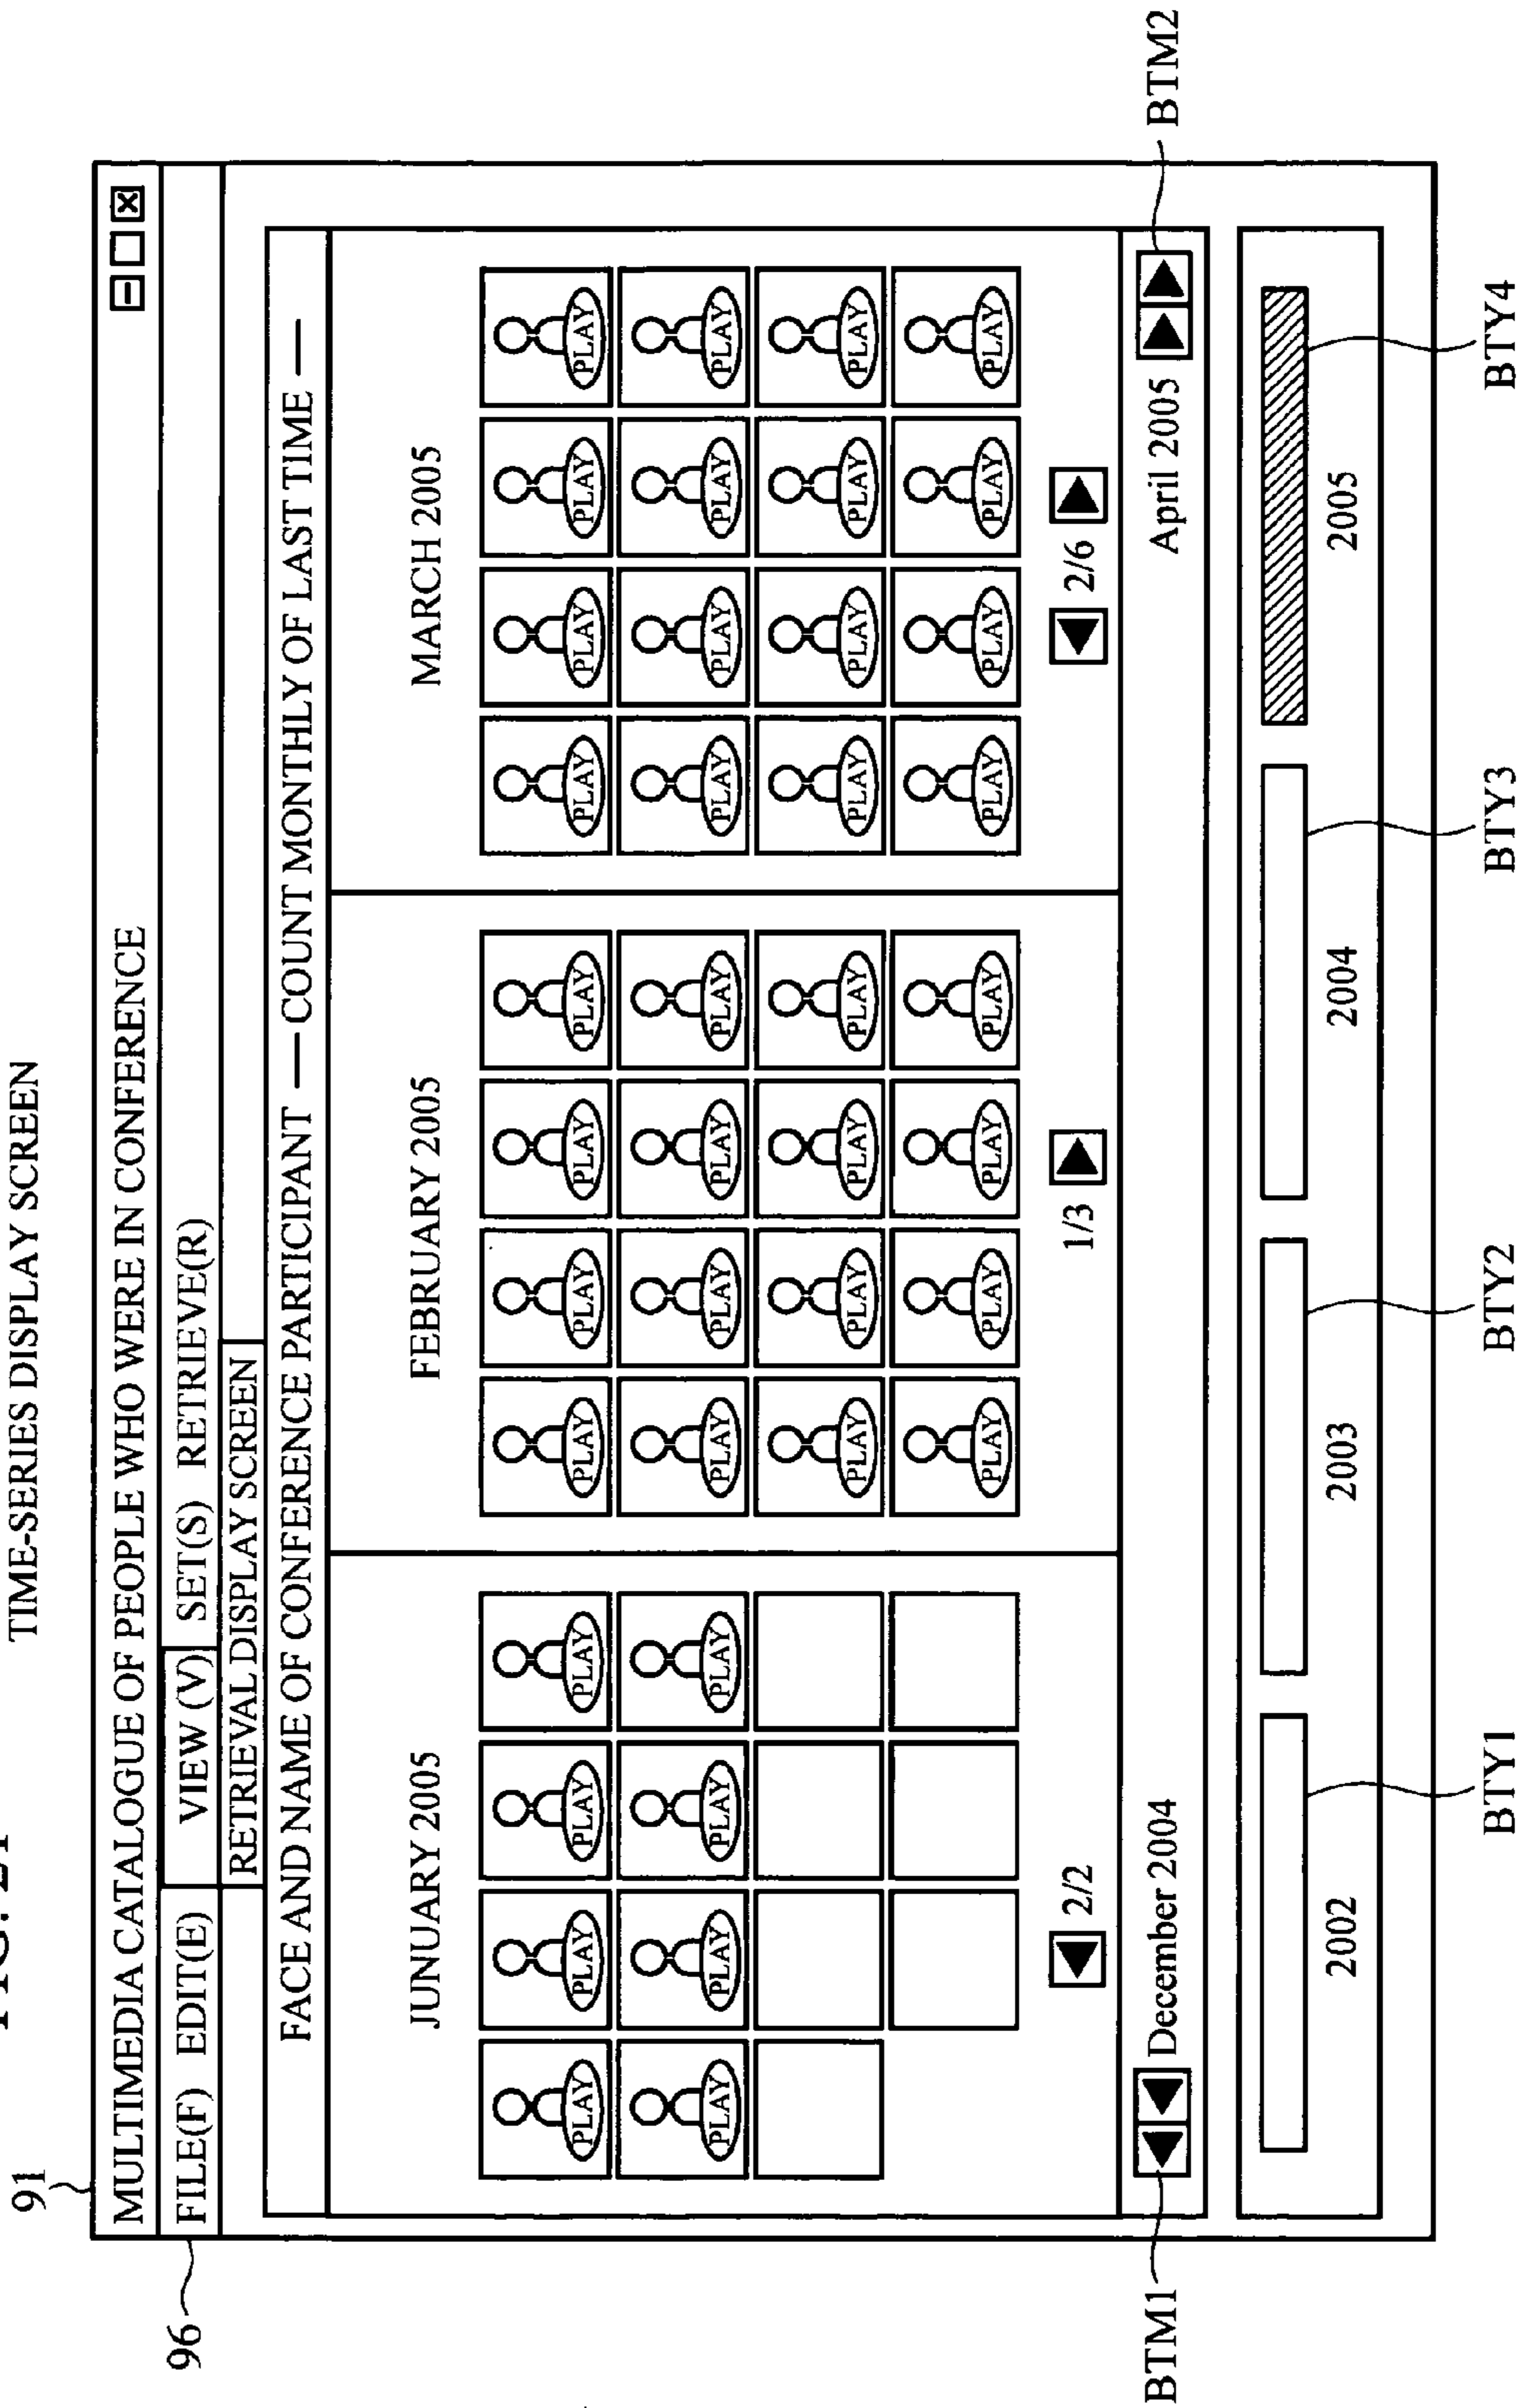 TIME-SERIES DISPLAY SCREEN
91
MULTIMEDIA CATALOGUE OF PEOPLE WHO WERE IN CONFERENCE
96
FILE(F) EDIT(E) VIEW (V) SET(S) RETRIEVE(R)
RETRIEVAL DISPLAY SCREEN
FACE AND NAME OF CONFERENCE PARTICIPANT — COUNT MONTHLY OF LAST TIME —
JUNUARY 2005 FEBRUARY 2005 MARCH 2005
PLAY PLAY PLAY PLAY PLAY PLAY PLAY PLAY PLAY PLAY PLAY PLAY
PLAY PLAY PLAY PLAY PLAY PLAY PLAY PLAY PLAY PLAY PLAY PLAY
PLAY PLAY PLAY PLAY PLAY PLAY PLAY PLAY
PLAY PLAY PLAY PLAY PLAY PLAY PLAY PLAY
2/2 1/3 2/6
December 2004 April 2005
BTM1 BTM2
2002 2003 2004 2005
BTY1 BTY2 BTY3 BTY4